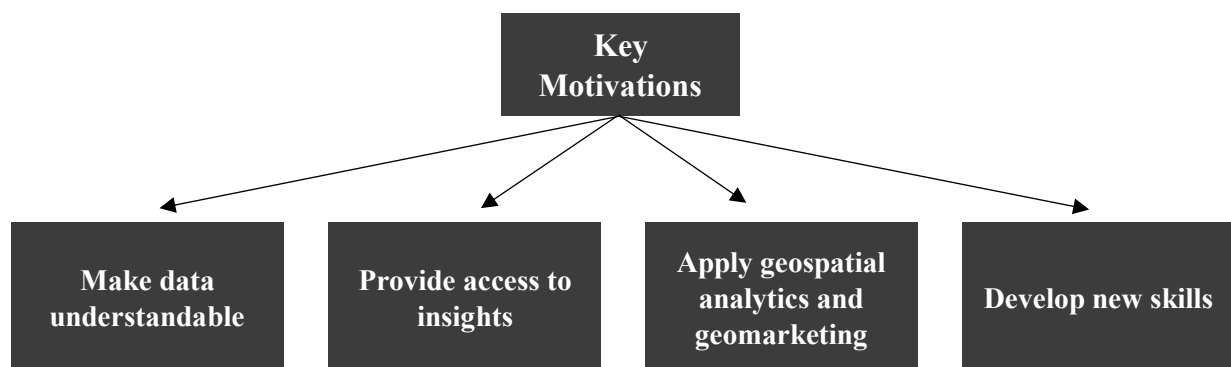 Key
Motivations
Make data
understandable
Provide access to
insights
Apply geospatial
analytics and
geomarketing
Develop new skills